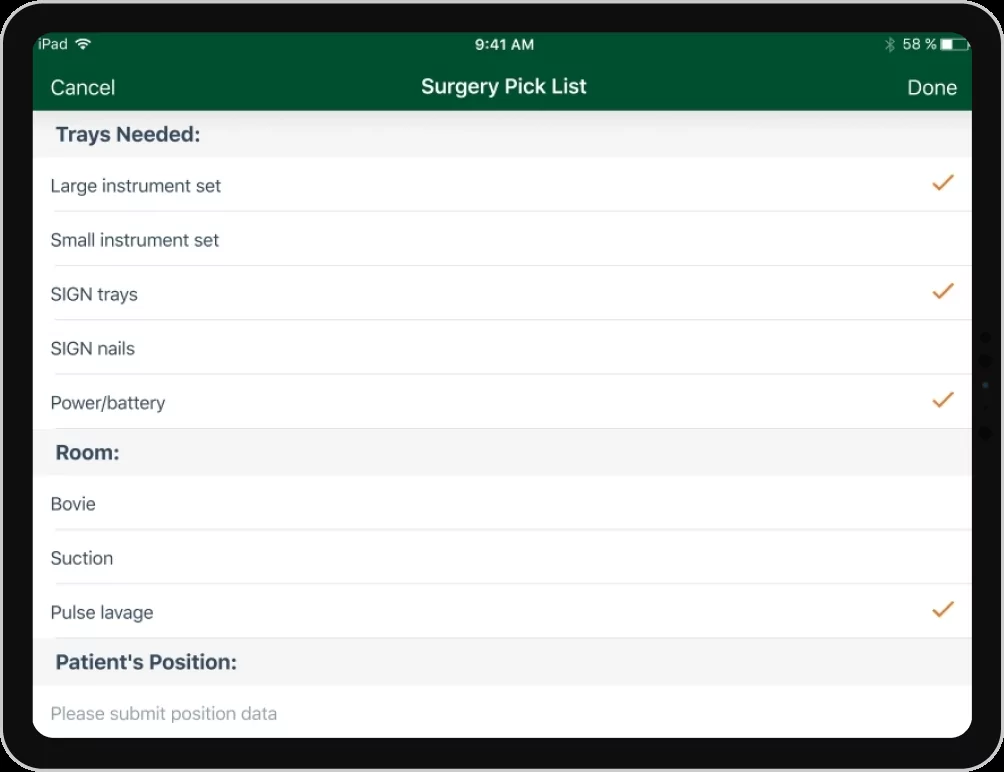 iPad 9:41 AM 58 %
Cancel Surgery Pick List Done
Trays Needed:
Large instrument set
Small instrument set
SIGN trays
SIGN nails
Power/battery
Room:
Bovie
Suction
Pulse lavage
Patient's Position:
Please submit position data